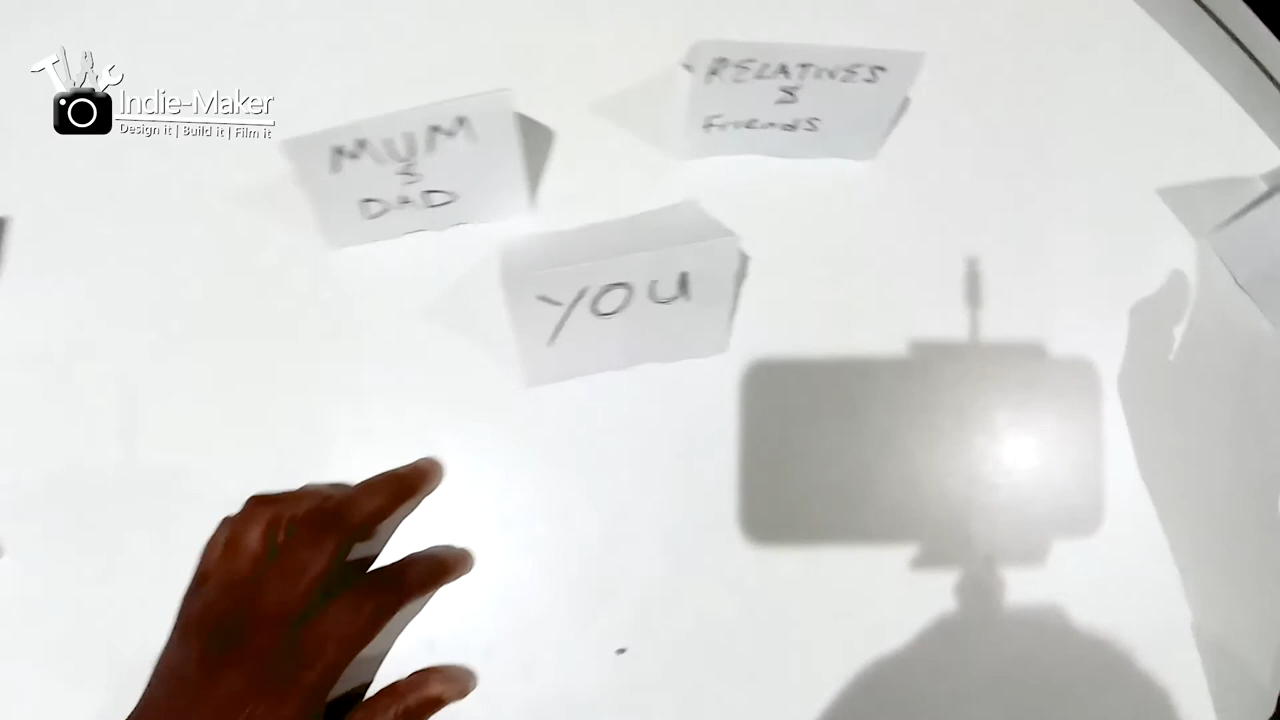 Indie-Maker
Design it | Build it | Film it
MUM
&
DAD
RELATIVES
&
Friends
YOU